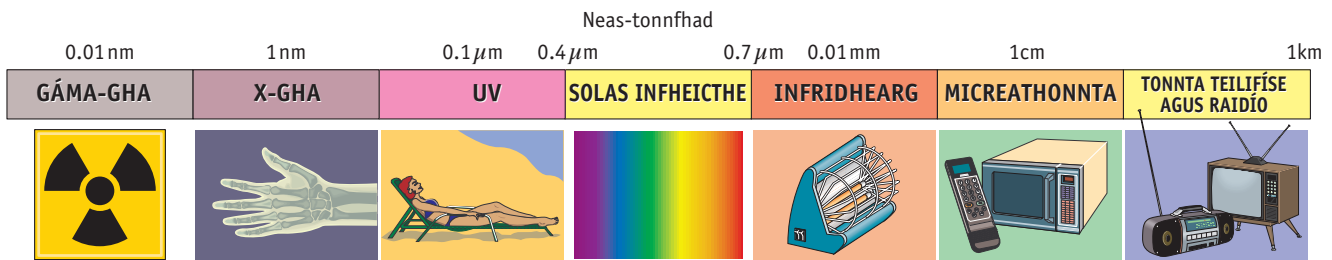 Neas-tonnfhad
0.01 nm 1 nm 0.1 µm 0.4 µm 0.7 µm 0.01 mm 1cm 1km
GÁMA-GHA X-GHA UV SOLAS INFHEICTHE INFRIDHEARG MICREATHONNTA TONNTA TEILIFÍSE
AGUS RAIDÍO